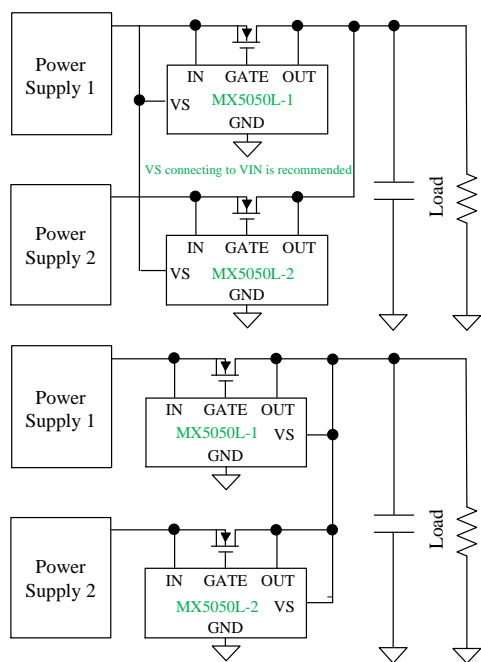 Power
Supply 1
IN GATE OUT
VS MX5050L-1
GND
VS connecting to VIN is recommended
Power
Supply 2
IN GATE OUT
VS MX5050L-2
GND
Load
Power
Supply 1
IN GATE OUT
MX5050L-1 VS
GND
Power
Supply 2
IN GATE OUT
MX5050L-2 VS
GND
Load